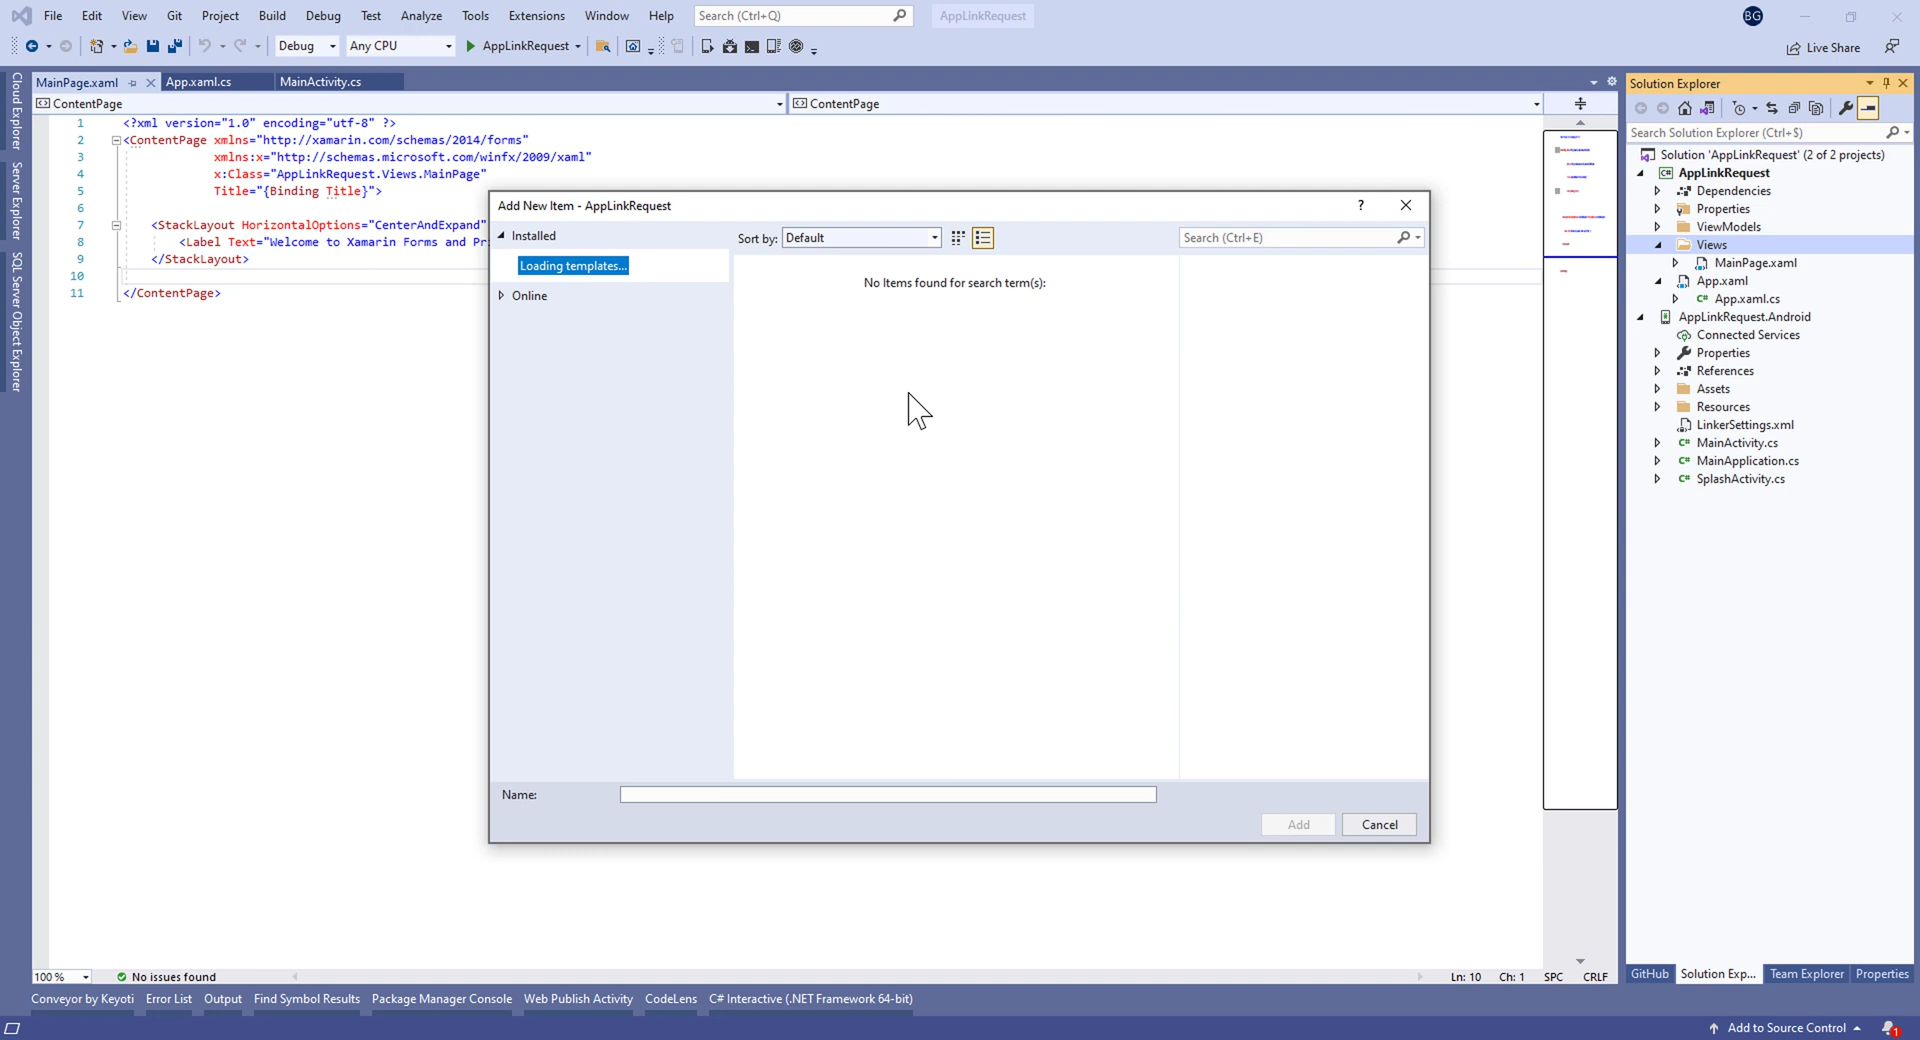 File Edit View Git Project Build Debug Test Analyze Tools Extensions Window Help Search (Ctrl+Q) AppLinkRequest BG
Debug Any CPU AppLinkRequest Live Share
MainPage.xaml App.xaml.cs MainActivity.cs
ContentPage ContentPage
1 <?xml version="1.0" encoding="utf-8" ?>
2 <ContentPage xmlns="http://xamarin.com/schemas/2014/forms"
3 xmlns:x="http://schemas.microsoft.com/winfx/2009/xaml"
4 x:Class="AppLinkRequest.Views.MainPage"
5 Title="{Binding Title}">
6
7 <StackLayout HorizontalOptions="CenterAndExpand"
8 <Label Text="Welcome to Xamarin Forms and Pri
9 </StackLayout>
10
11 </ContentPage>
Cloud Explorer
Server Explorer
SQL Server Object Explorer
Add New Item - AppLinkRequest ?
Installed
Sort by: Default Search (Ctrl+E)
Loading templates...
Online
No Items found for search term(s):
Name:
Add Cancel
Solution Explorer
Search Solution Explorer (Ctrl+$)
Solution 'AppLinkRequest' (2 of 2 projects)
C# AppLinkRequest
Dependencies
Properties
ViewModels
Views
MainPage.xaml
App.xaml
C# App.xaml.cs
AppLinkRequest.Android
Connected Services
Properties
References
Assets
Resources
LinkerSettings.xml
C# MainActivity.cs
C# MainApplication.cs
C# SplashActivity.cs
GitHub Solution Exp... Team Explorer Properties
100 % No issues found Ln: 10 Ch: 1 SPC CRLF
Conveyor by Keyoti Error List Output Find Symbol Results Package Manager Console Web Publish Activity CodeLens C# Interactive (.NET Framework 64-bit)
Add to Source Control 1